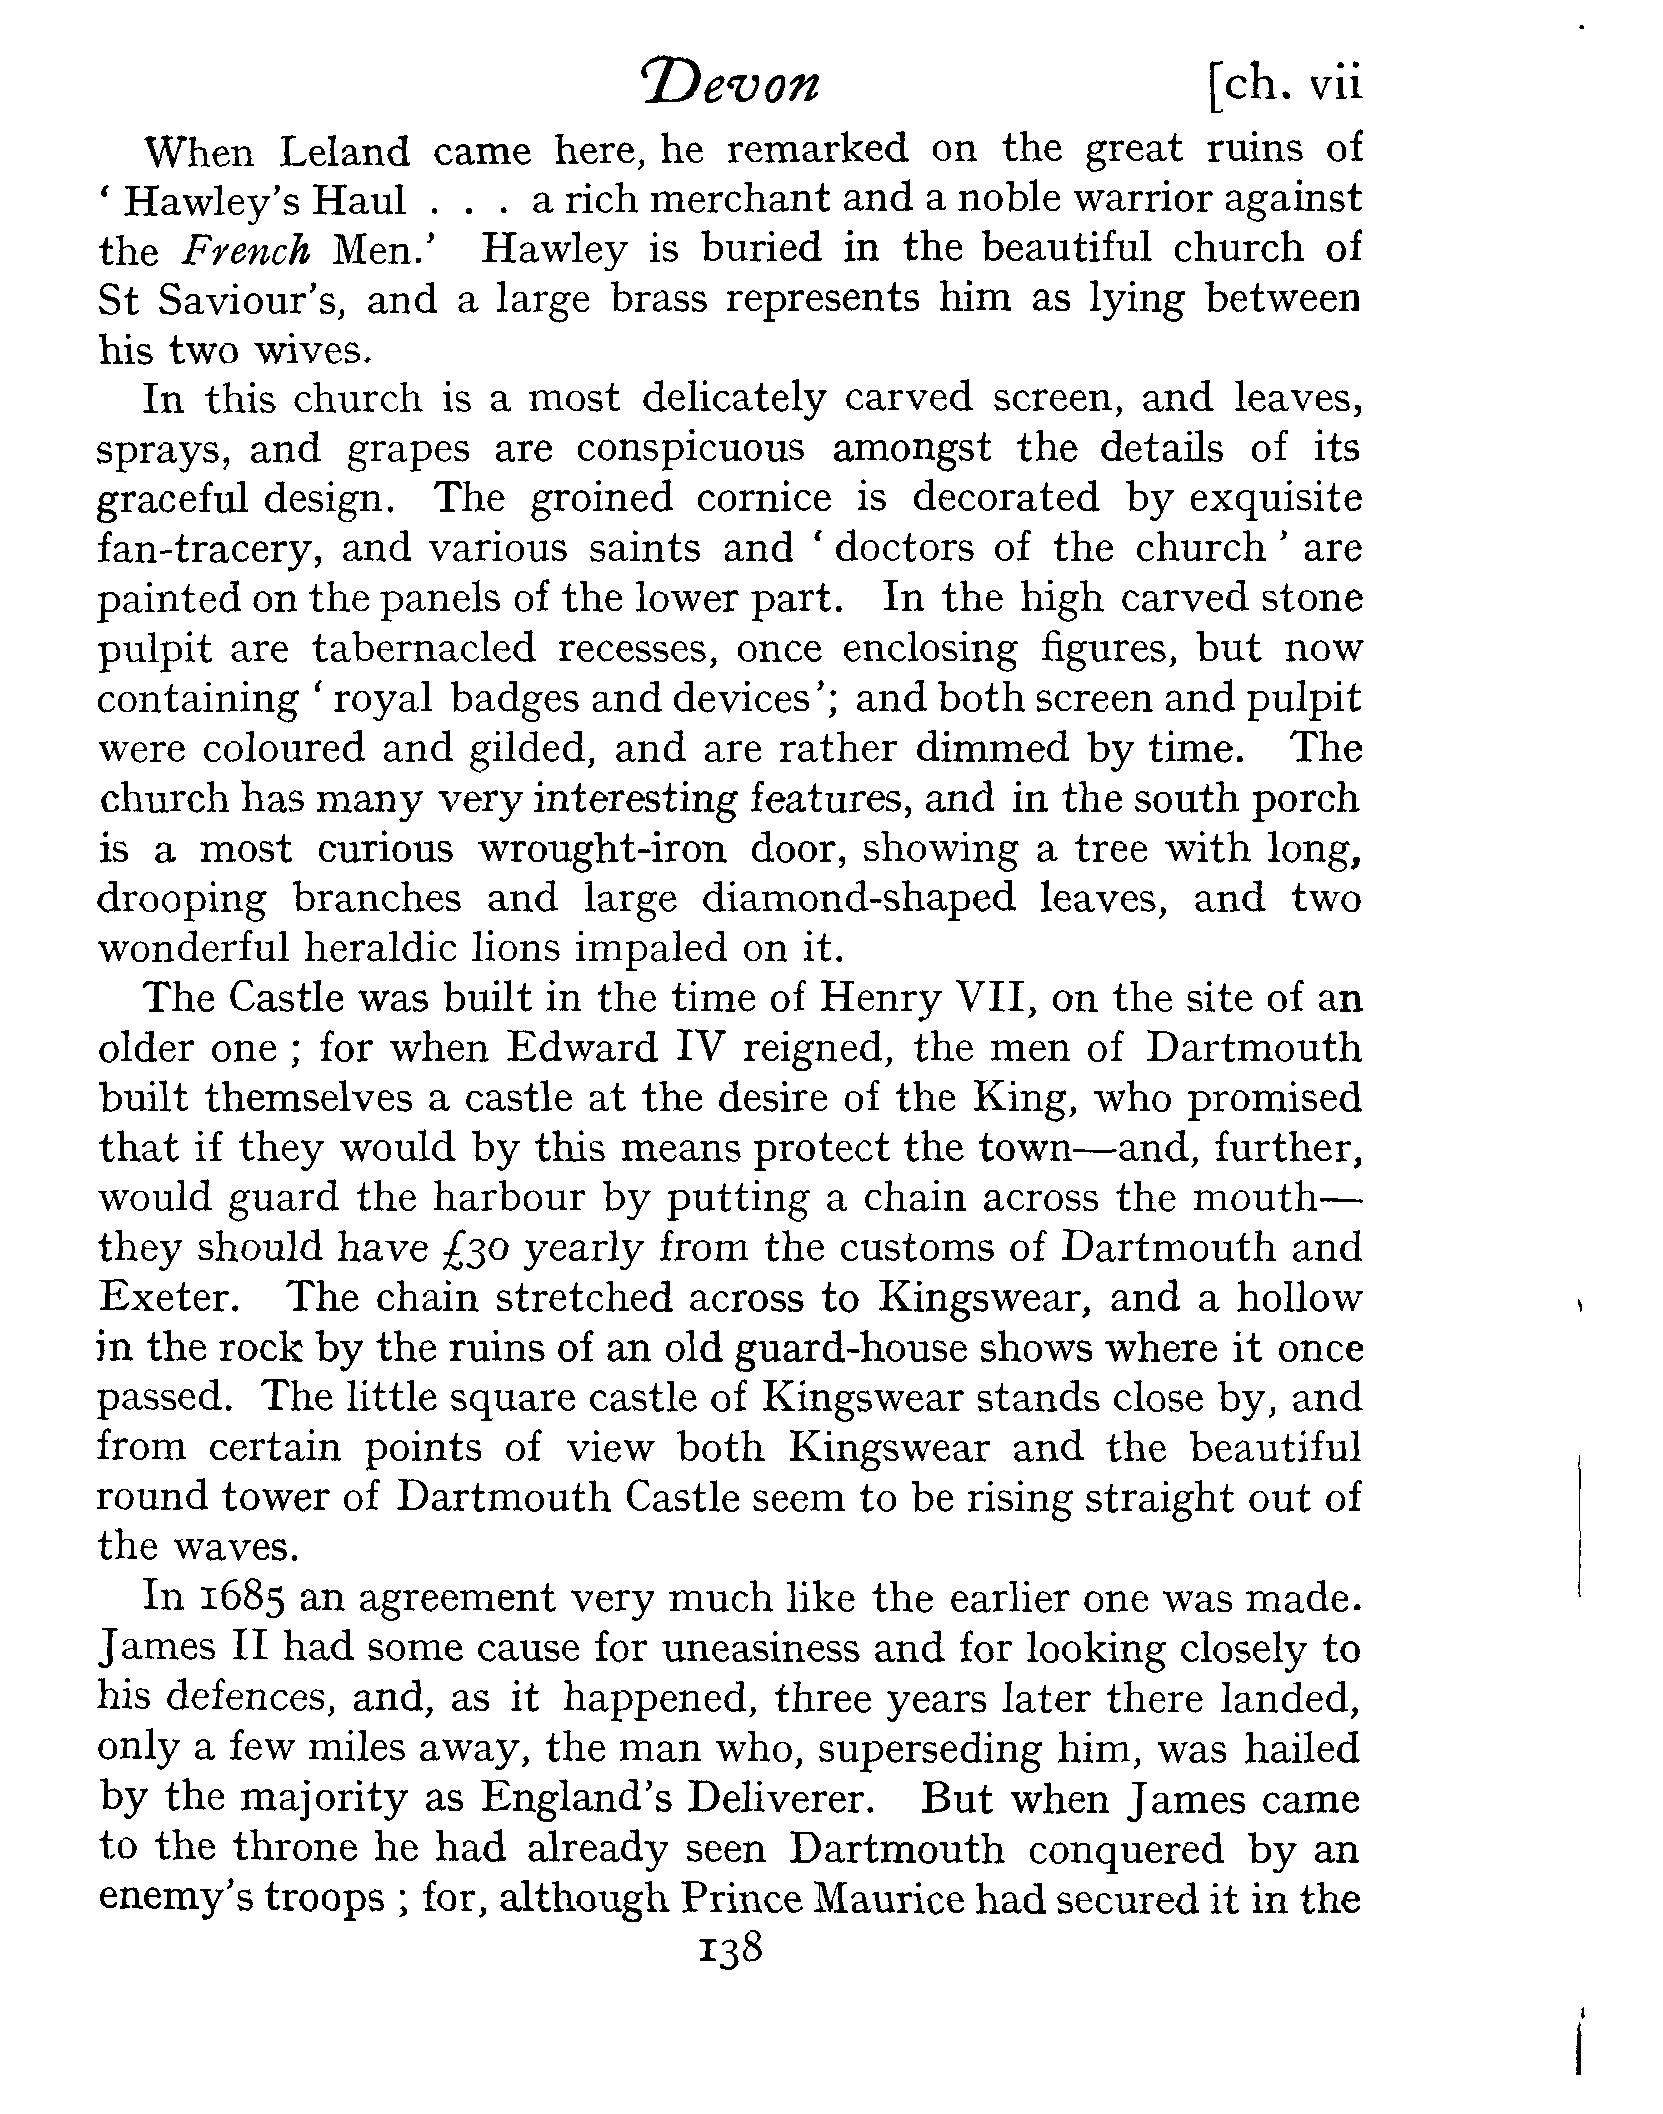 Devon [ch. vii
When Leland came here, he remarked on the great ruins of
‘ Hawley’s Haul . . . a rich merchant and a noble warrior against
the French Men.’ Hawley is buried in the beautiful church of
St Saviour’s, and a large brass represents him as lying between
his two wives.
In this church is a most delicately carved screen, and leaves,
sprays, and grapes are conspicuous amongst the details of its
graceful design. The groined cornice is decorated by exquisite
fan-tracery, and various saints and ‘ doctors of the church ’ are
painted on the panels of the lower part. In the high carved stone
pulpit are tabernacled recesses, once enclosing figures, but now
containing ‘ royal badges and devices’; and both screen and pulpit
were coloured and gilded, and are rather dimmed by time. The
church has many very interesting features, and in the south porch
is a most curious wrought-iron door, showing a tree with long,
drooping branches and large diamond-shaped leaves, and two
wonderful heraldic lions impaled on it.
The Castle was built in the time of Henry VII, on the site of an
older one ; for when Edward IV reigned, the men of Dartmouth
built themselves a castle at the desire of the King, who promised
that if they would by this means protect the town—and, further,
would guard the harbour by putting a chain across the mouth—
they should have £30 yearly from the customs of Dartmouth and
Exeter. The chain stretched across to Kingswear, and a hollow
in the rock by the ruins of an old guard-house shows where it once
passed. The little square castle of Kingswear stands close by, and
from certain points of view both Kingswear and the beautiful
round tower of Dartmouth Castle seem to be rising straight out of
the waves.
In 1685 an agreement very much like the earlier one was made.
James II had some cause for uneasiness and for looking closely to
his defences, and, as it happened, three years later there landed,
only a few miles away, the man who, superseding him, was hailed
by the majority as England’s Deliverer. But when James came
to the throne he had already seen Dartmouth conquered by an
enemy’s troops ; for, although Prince Maurice had secured it in the
138